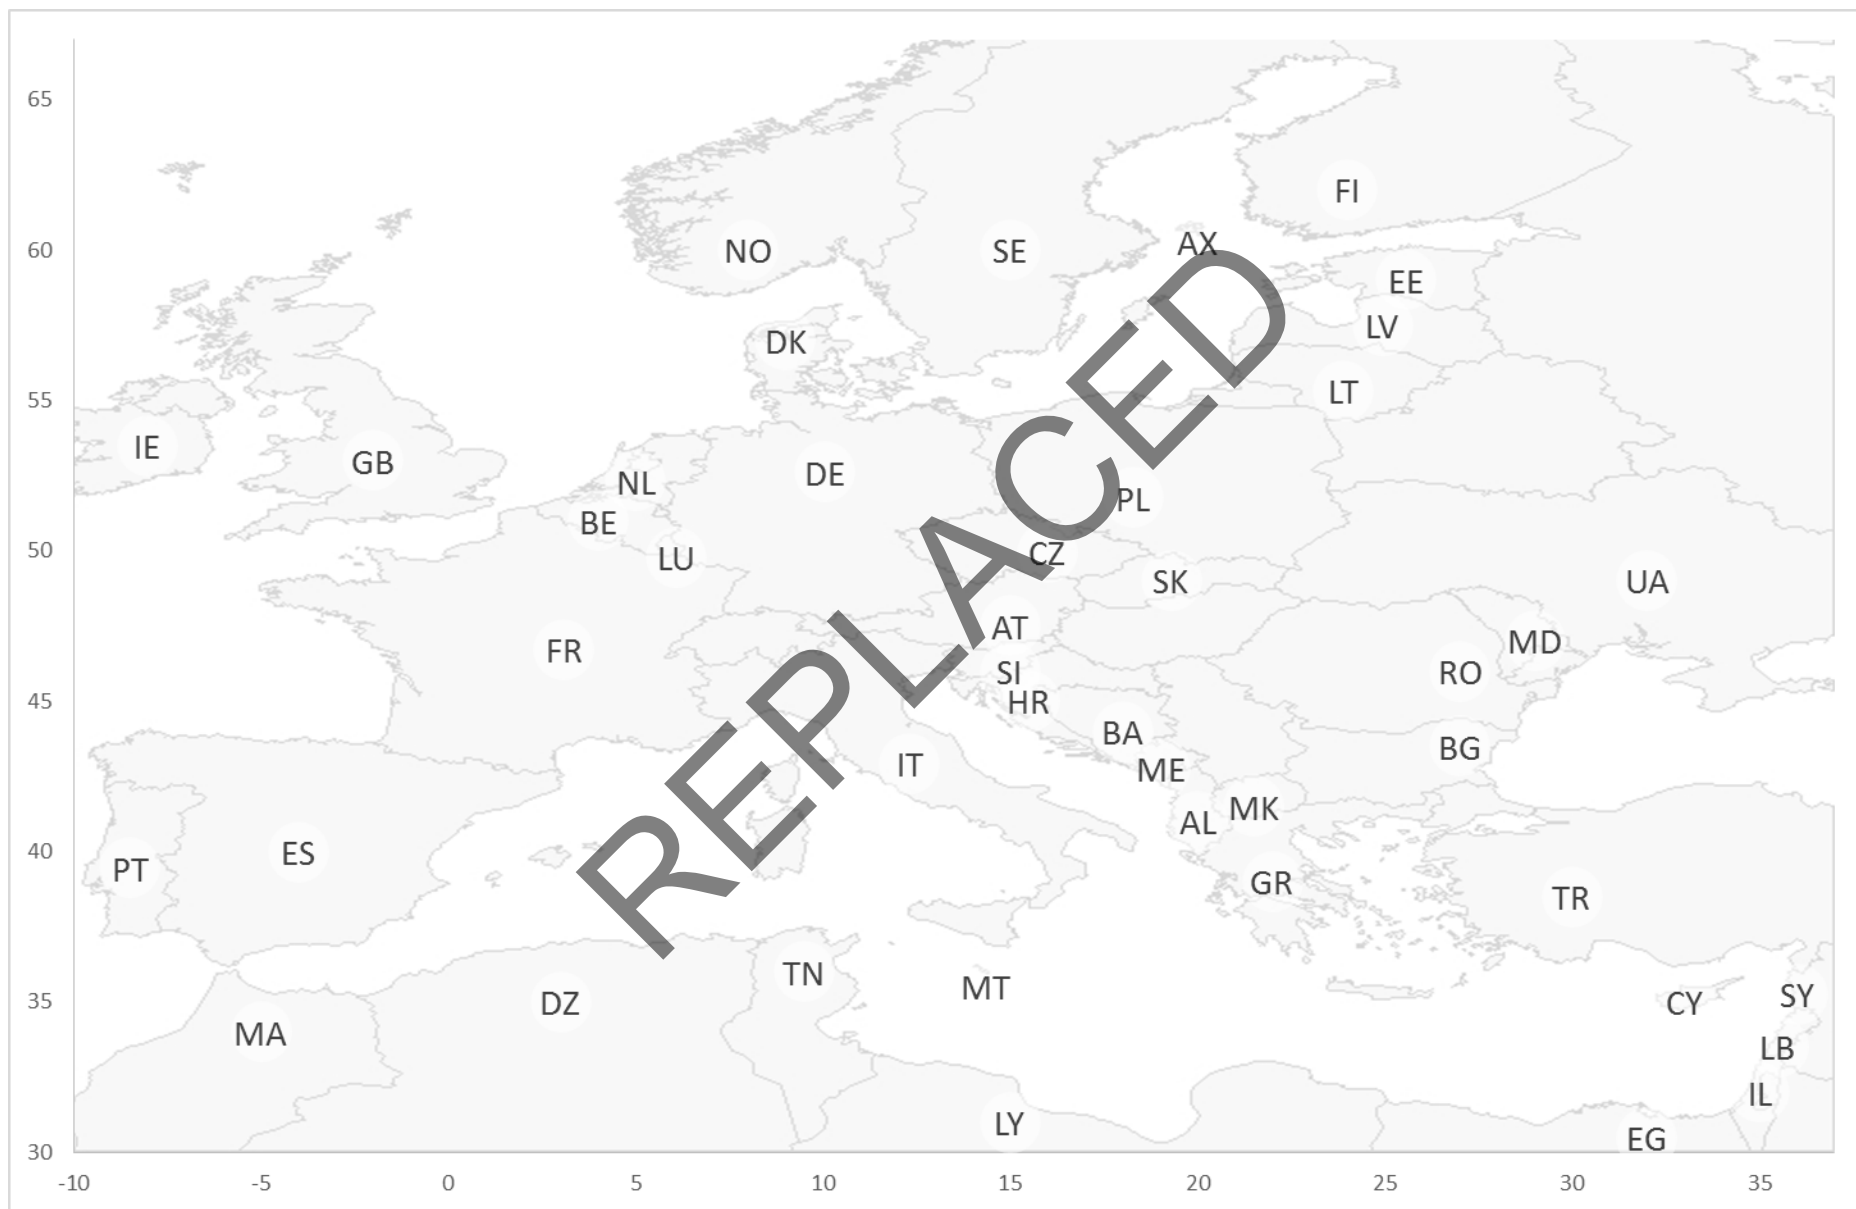 65
FI
AX
60
NO
SE
EE
LV
DK
55
LT
IE
GB
DE
NL
PL
BE
50
LU
CZ
SK
UA
AT
MD
FR
SI
RO
45
HR
BA
BG
IT
ME
MK
AL
40
ES
PT
GR
TR
REPLACED
TN
MT
SY
35
DZ
CY
MA
LB
IL
LY
EG
30
-10 -5 0 5 10 15 20 25 30 35